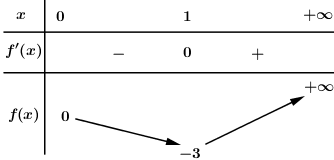 x 0 1 +∞
f′(x) − 0 +
+∞
f(x) 0
−3